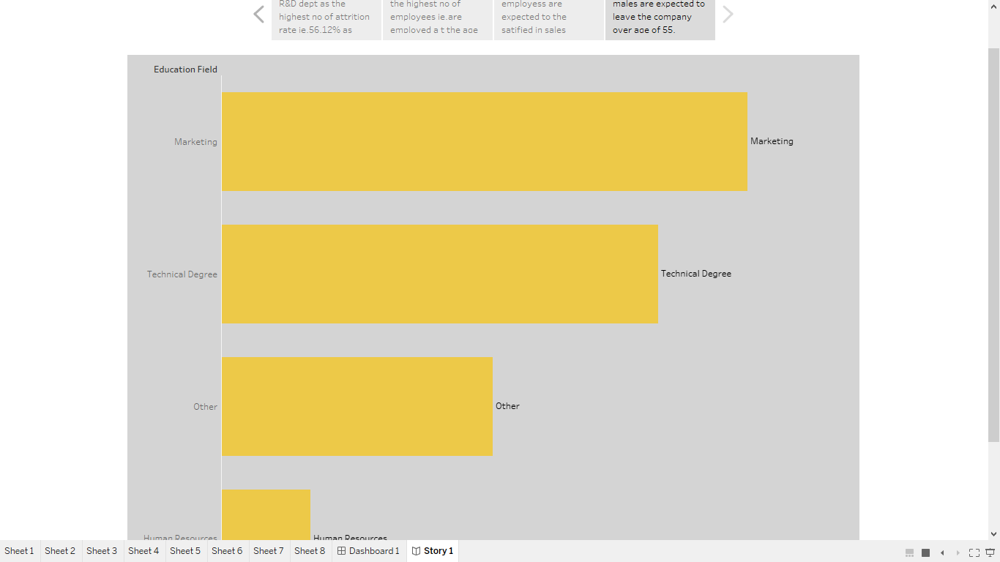 R&D dept as the
highest no of attrition
rate ie.56.12% as
the highest no of
employees ie.are
employed a t the age
employess are
expected to the
satified in sales
males are expected to
leave the company
over age of 55.
Education Field
Marketing
Marketing
Technical Degree
Technical Degree
Other
Other
Human Resources
Human Resources
Sheet 1 Sheet 2 Sheet 3 Sheet 4 Sheet 5 Sheet 6 Sheet 7 Sheet 8 Dashboard 1 Story 1